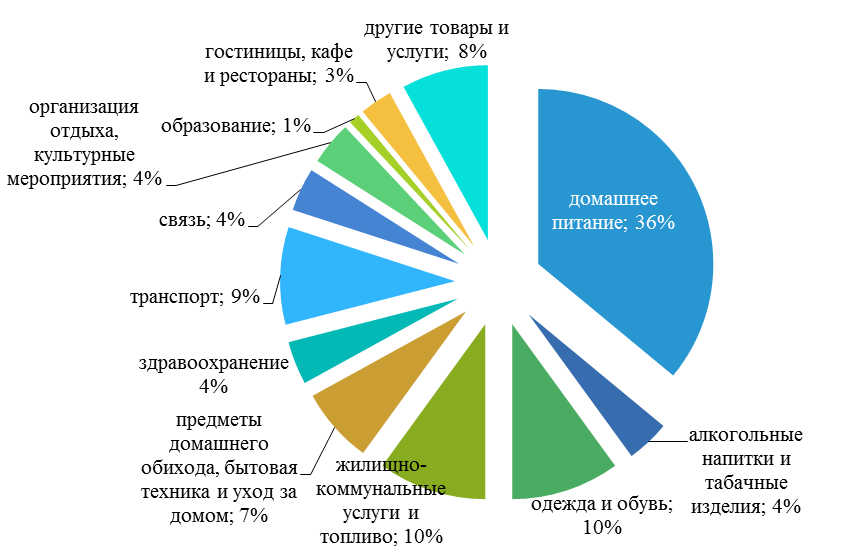 другие товары и
услуги; 8%
гостиницы, кафе
и рестораны; 3%
организация
отдыха,
культурные
мероприятия; 4%
образование; 1%
домашнее
питание; 36%
связь; 4%
транспорт; 9%
здравоохранение
4%
предметы
домашнего
обихода, бытовая
техника и уход за
домом; 7%
жилищно-
коммунальные
услуги и
топливо; 10%
одежда и обувь;
10%
алкогольные
напитки и
табачные
изделия; 4%